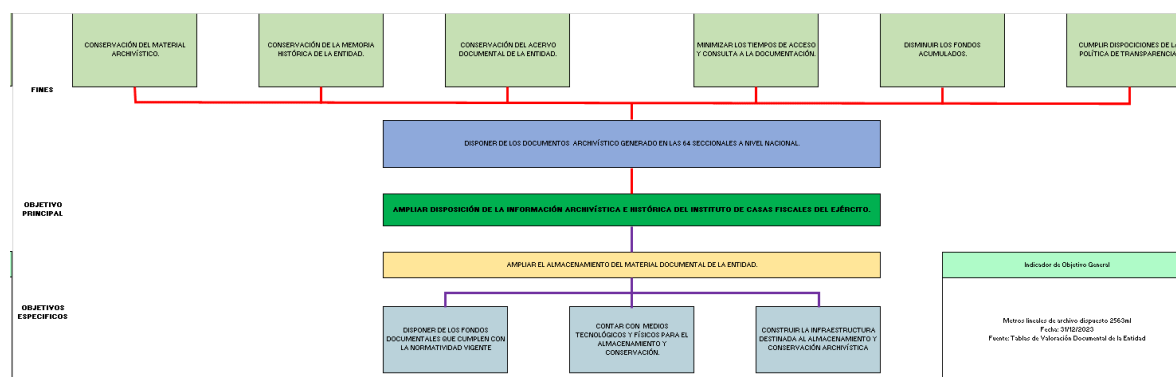 CONSERVACIÓN DEL MATERIAL
ARCHIVÍSTICO.
CONSERVACIÓN DE LA MEMORIA
HISTÓRICA DE LA ENTIDAD.
CONSERVACIÓN DEL ACERVO
DOCUMENTAL DE LA ENTIDAD.
MINIMIZAR LOS TIEMPOS DE ACCESO
Y CONSULTA A LA DOCUMENTACIÓN.
DISMINUIR LOS FONDOS
ACUMULADOS.
CUMPLIR DISPOCICIONES DE LA
POLÍTICA DE TRANSPARENCIA
FINES
DISPONER DE LOS DOCUMENTOS ARCHIVÍSTICO GENERADO EN LAS 64 SECCIONALES A NIVEL NACIONAL.
OBJETIVO
PRINCIPAL
AMPLIAR DISPOSICIÓN DE LA INFORMACIÓN ARCHIVÍSTICA E HISTÓRICA DEL INSTITUTO DE CASAS FISCALES DEL EJÉRCITO.
AMPLIAR EL ALMACENAMIENTO DEL MATERIAL DOCUMENTAL DE LA ENTIDAD.
OBJETIVOS
ESPECIFICOS
DISPONER DE LOS FONDOS
DOCUMENTALES QUE CUMPLEN CON
LA NORMATIVIDAD VIGENTE
CONTAR CON MEDIOS
TECNOLÓGICOS Y FÍSICOS PARA EL
ALMACENAMIENTO Y
CONSERVACIÓN.
CONSTRUIR LA INFRAESTRUCTURA
DESTINADA AL ALMACENAMIENTO Y
CONSERVACIÓN ARCHIVÍSTICA
Indicador de Objetivo General
Metros lineales de archivo dispuesto 2563ml
Fecha: 31/12/2023
Fuente: Tablas de Valoración Documental de la Entidad